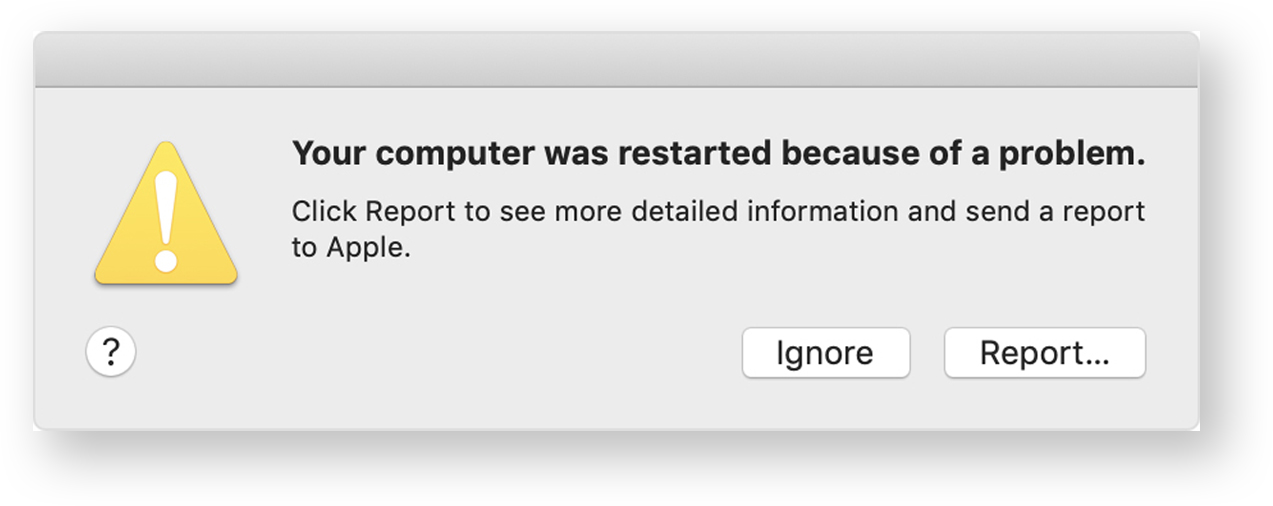 Your computer was restarted because of a problem.
Click Report to see more detailed information and send a report
to Apple.
?
Ignore
Report...